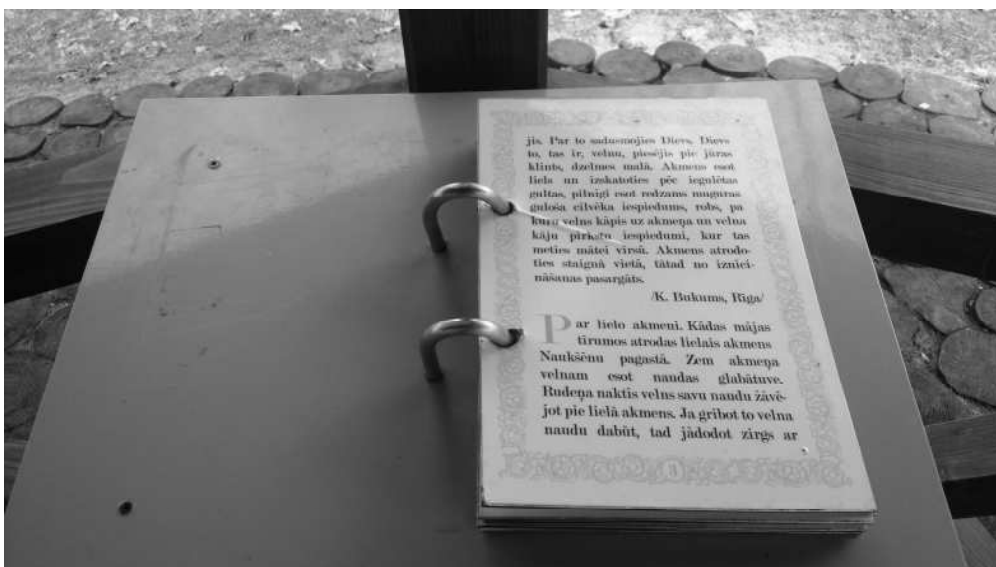 jis. Par to sadusmojies Dievs, Dievs
to, tas ir, velnu, piesējis pie jūras
klints, dzelmes malā. Akmens esot
liels un izskatoties pēc iegulētas
gultas, pilnīgi esot redzams muguras
guloša cilvēka iespiedums, robs, pa
kuru velns kāpis uz akmeņa un velna
kāju pirkstu iespiedumi, kur tas
meties mātei virsū. Akmens atrodo-
ties staignā vietā, tātad no iznīci-
nāšanas pasargāts.
/K. Bukums, Rīga/
Par lielo akmeni. Kādas mājas
tīrumos atrodas lielais akmens
Naukšēnu pagastā. Zem akmeņa
velnam esot naudas glabātuve.
Rudeņa naktīs velns savu naudu žāvē-
jot pie lielā akmens. Ja gribot to velna
naudu dabūt, tad jādodot zirgs ar